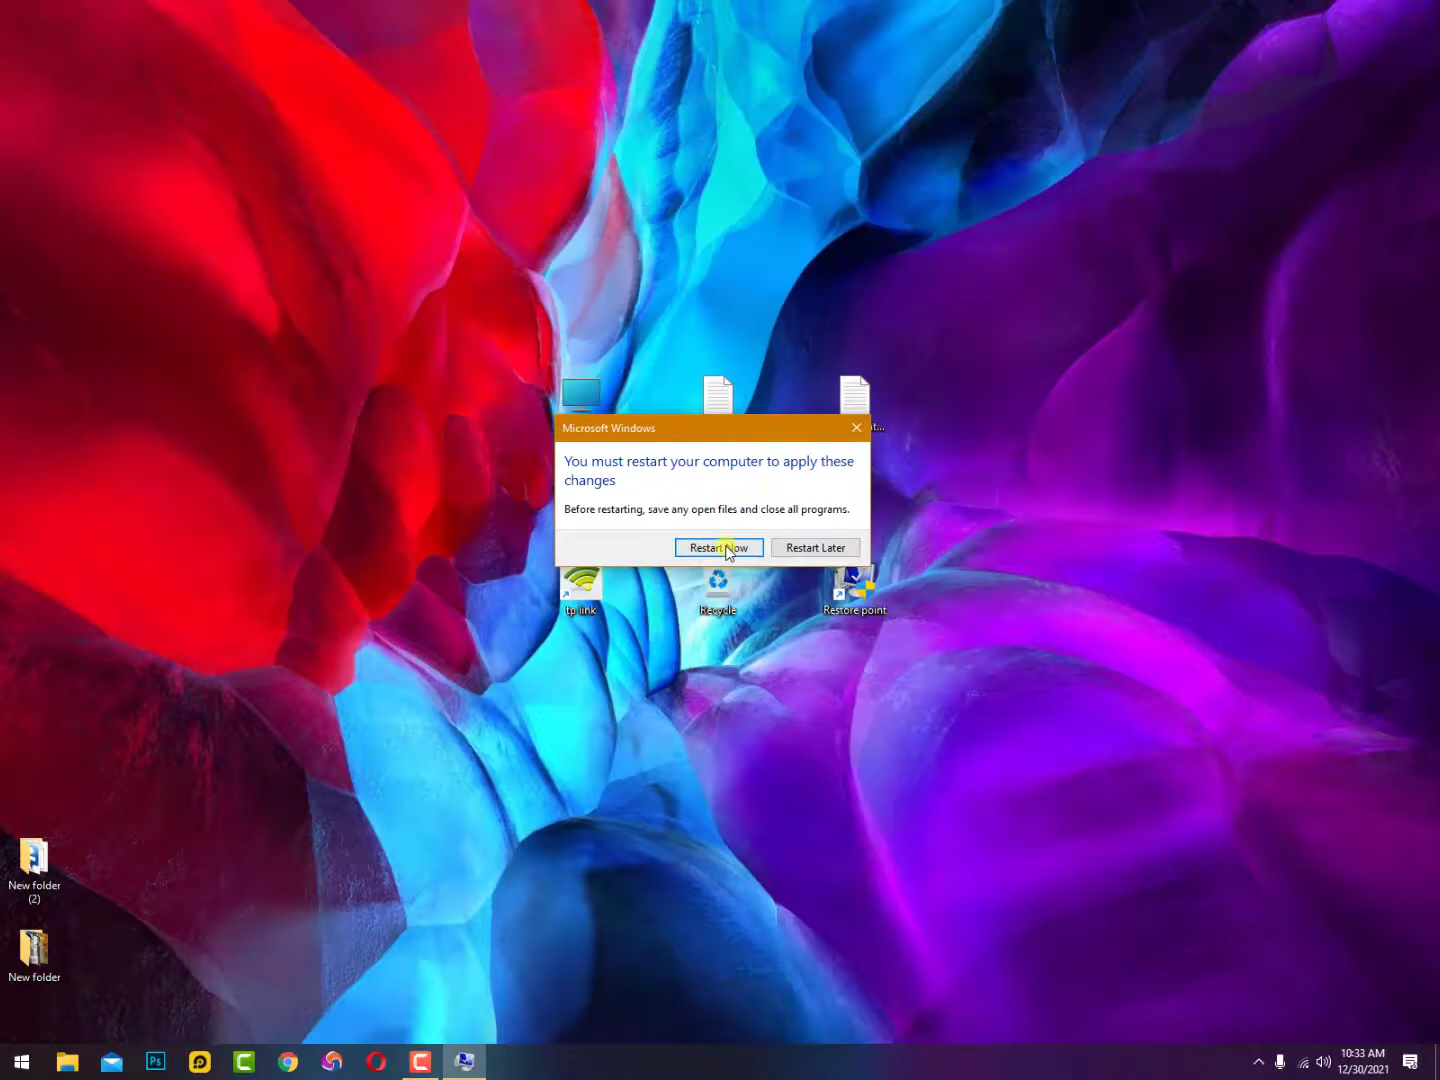 at...
Microsoft Windows
You must restart your computer to apply these
changes
Before restarting, save any open files and close all programs.
Restart Now
Restart Later
tp link
Recycle
Restore point
New folder
(2)
New folder
Ps
10:33 AM
12/30/2021